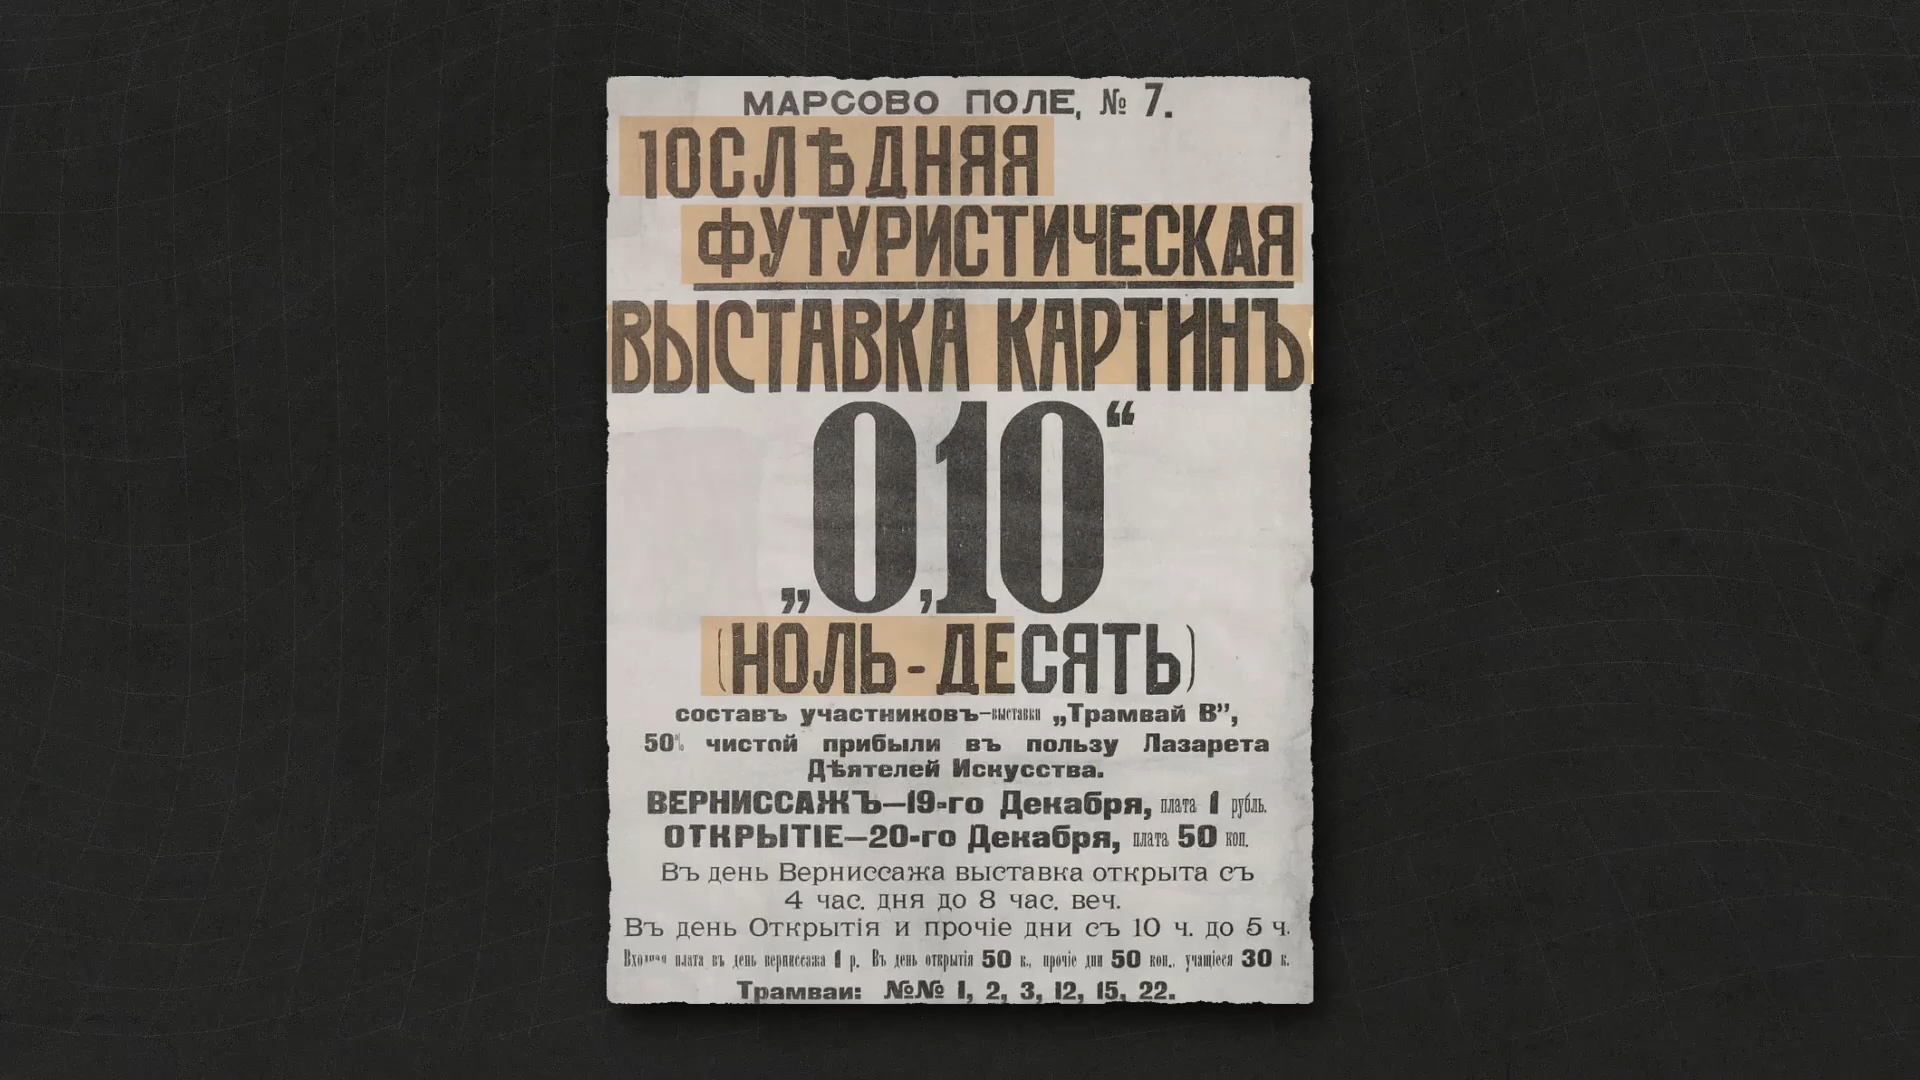 МАРСОВО ПОЛЕ, № 7.
ПОСЛѢДНЯЯ
ФУТУРИСТИЧЕСКАЯ
ВЫСТАВКА КАРТИНЪ
„0,10“
(НОЛЬ-ДЕСЯТЬ)
составъ участниковъ—выставки „Трамвай В”,
50% чистой прибыли въ пользу Лазарета
Дѣятелей Искусства.
ВЕРНИССАЖЪ—19-го Декабря, плата 1 рубль.
ОТКРЫТІЕ—20-го Декабря, плата 50 коп.
Въ день Верниссажа выставка открыта съ
4 час. дня до 8 час. веч.
Въ день Открытія и прочіе дни съ 10 ч. до 5 ч.
Входная плата въ день верниссажа 1 р. Въ день открытія 50 к., прочіе дни 50 коп., учащіеся 30 к.
Трамваи: №№ 1, 2, 3, 12, 15, 22.